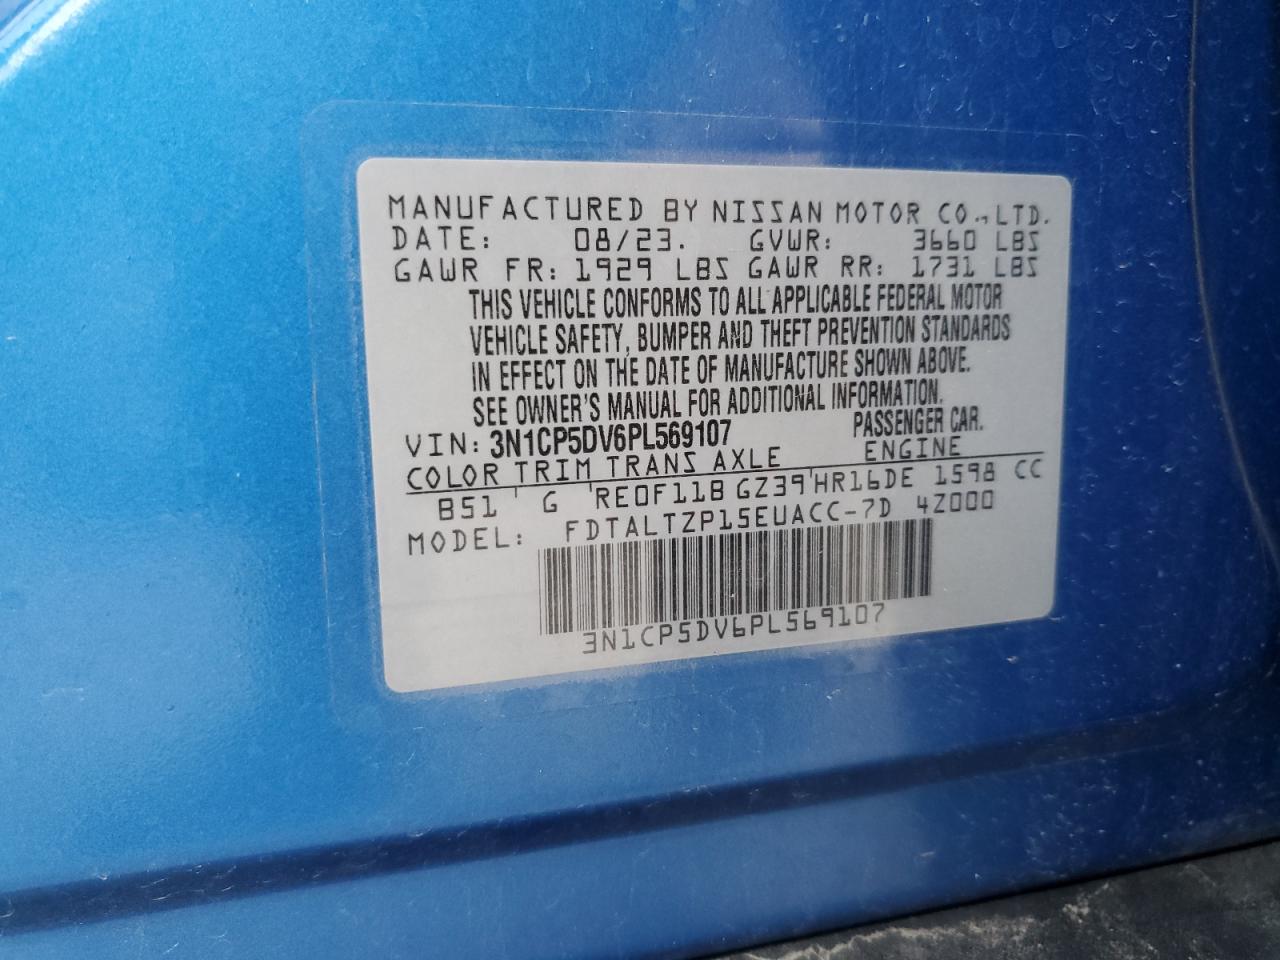 MANUFACTURED BY NISSAN MOTOR CO.,LTD.
DATE: 08/23. GVWR: 3660 LBS
GAWR FR: 1929 LBS GAWR RR: 1731 LBS
THIS VEHICLE CONFORMS TO ALL APPLICABLE FEDERAL MOTOR
VEHICLE SAFETY, BUMPER AND THEFT PREVENTION STANDARDS
IN EFFECT ON THE DATE OF MANUFACTURE SHOWN ABOVE.
SEE OWNER'S MANUAL FOR ADDITIONAL INFORMATION.
VIN: 3N1CP5DV6PL569107 PASSENGER CAR.
COLOR TRIM TRANS AXLE ENGINE
B51 G RE0F11B GZ39 HR16DE 1598 CC
MODEL: FDTALTZP15EUACC-7D 4Z000
3N1CP5DV6PL569107